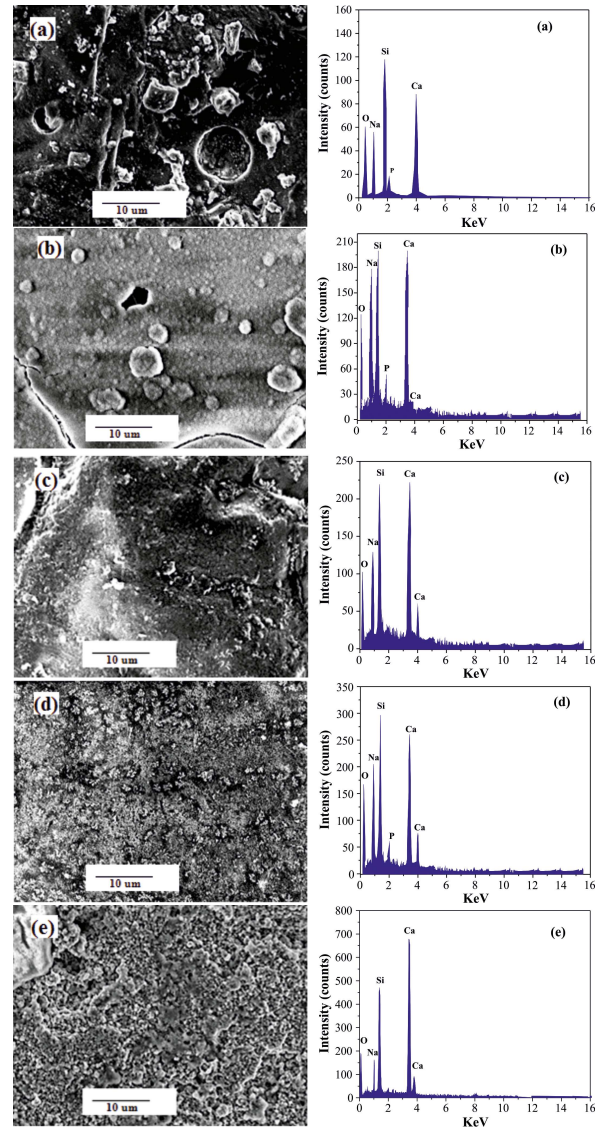 (a)
10 um
(a)
Intensity (counts)
160
140
120
100
80
60
40
20
0
Si
Ca
O
Na
P
0 2 4 6 8 10 12 14 16
KeV
(b)
10 um
(b)
Intensity (counts)
210
180
150
120
90
60
30
0
Si
Ca
Na
O
P
Ca
0 2 4 6 8 10 12 14 16
KeV
(c)
10 um
(c)
Intensity (counts)
250
200
150
100
50
0
Si
Ca
Na
O
Ca
0 2 4 6 8 10 12 14 16
KeV
(d)
10 um
(d)
Intensity (counts)
350
300
250
200
150
100
50
0
Si
Ca
Na
O
Ca
P
0 2 4 6 8 10 12 14 16
KeV
(e)
10 um
(e)
Intensity (counts)
800
700
600
500
400
300
200
100
0
Ca
Si
O
Na
Ca
0 2 4 6 8 10 12 14 16
KeV